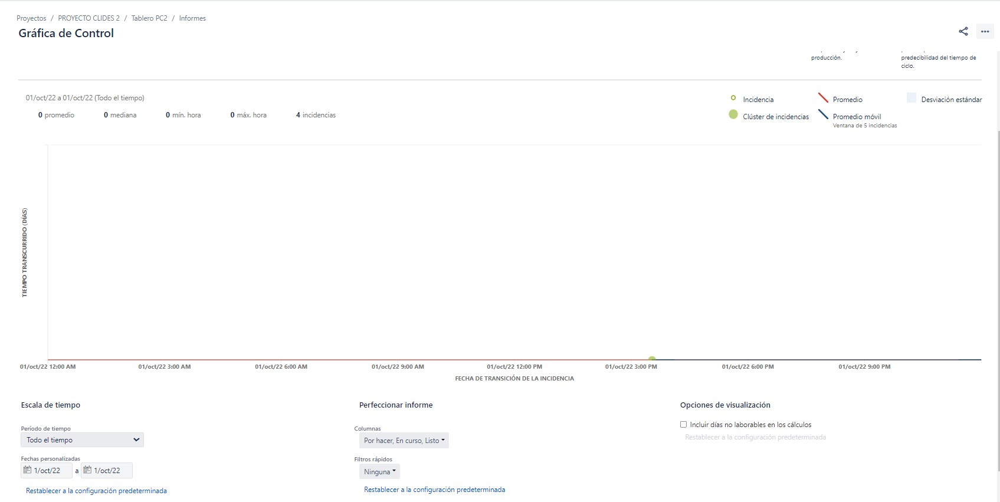 Proyectos / PROYECTO CLIDES 2 / Tablero PC2 / Informes
Gráfica de Control
producción.
predecibilidad del tiempo de
ciclo.
01/oct/22 a 01/oct/22 (Todo el tiempo)
0 promedio 0 mediana 0 mín. hora 0 máx. hora 4 incidencias
Incidencia Promedio Desviación estándar
Clúster de incidencias Promedio móvil
Ventana de 5 incidencias
TIEMPO TRANSCURRIDO (DÍAS)
01/oct/22 12:00 AM 01/oct/22 3:00 AM 01/oct/22 6:00 AM 01/oct/22 9:00 AM 01/oct/22 12:00 PM 01/oct/22 3:00 PM 01/oct/22 6:00 PM 01/oct/22 9:00 PM
FECHA DE TRANSICIÓN DE LA INCIDENCIA
Escala de tiempo
Período de tiempo
Todo el tiempo
Fechas personalizadas
1/oct/22 a 1/oct/22
Restablecer a la configuración predeterminada
Perfeccionar informe
Columnas
Por hacer, En curso, Listo
Filtros rápidos
Ninguna
Restablecer a la configuración predeterminada
Opciones de visualización
Incluir días no laborables en los cálculos
Restablecer a la configuración predeterminada